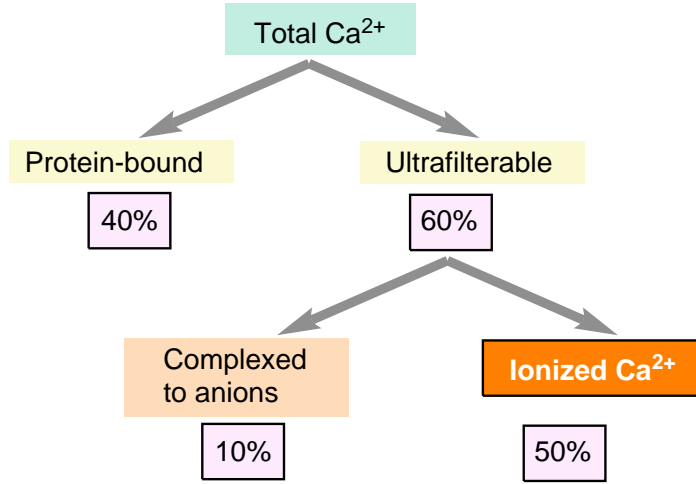 Total Ca²⁺
Protein-bound
Ultrafilterable
40%
60%
Complexed
to anions
Ionized Ca²⁺
10%
50%